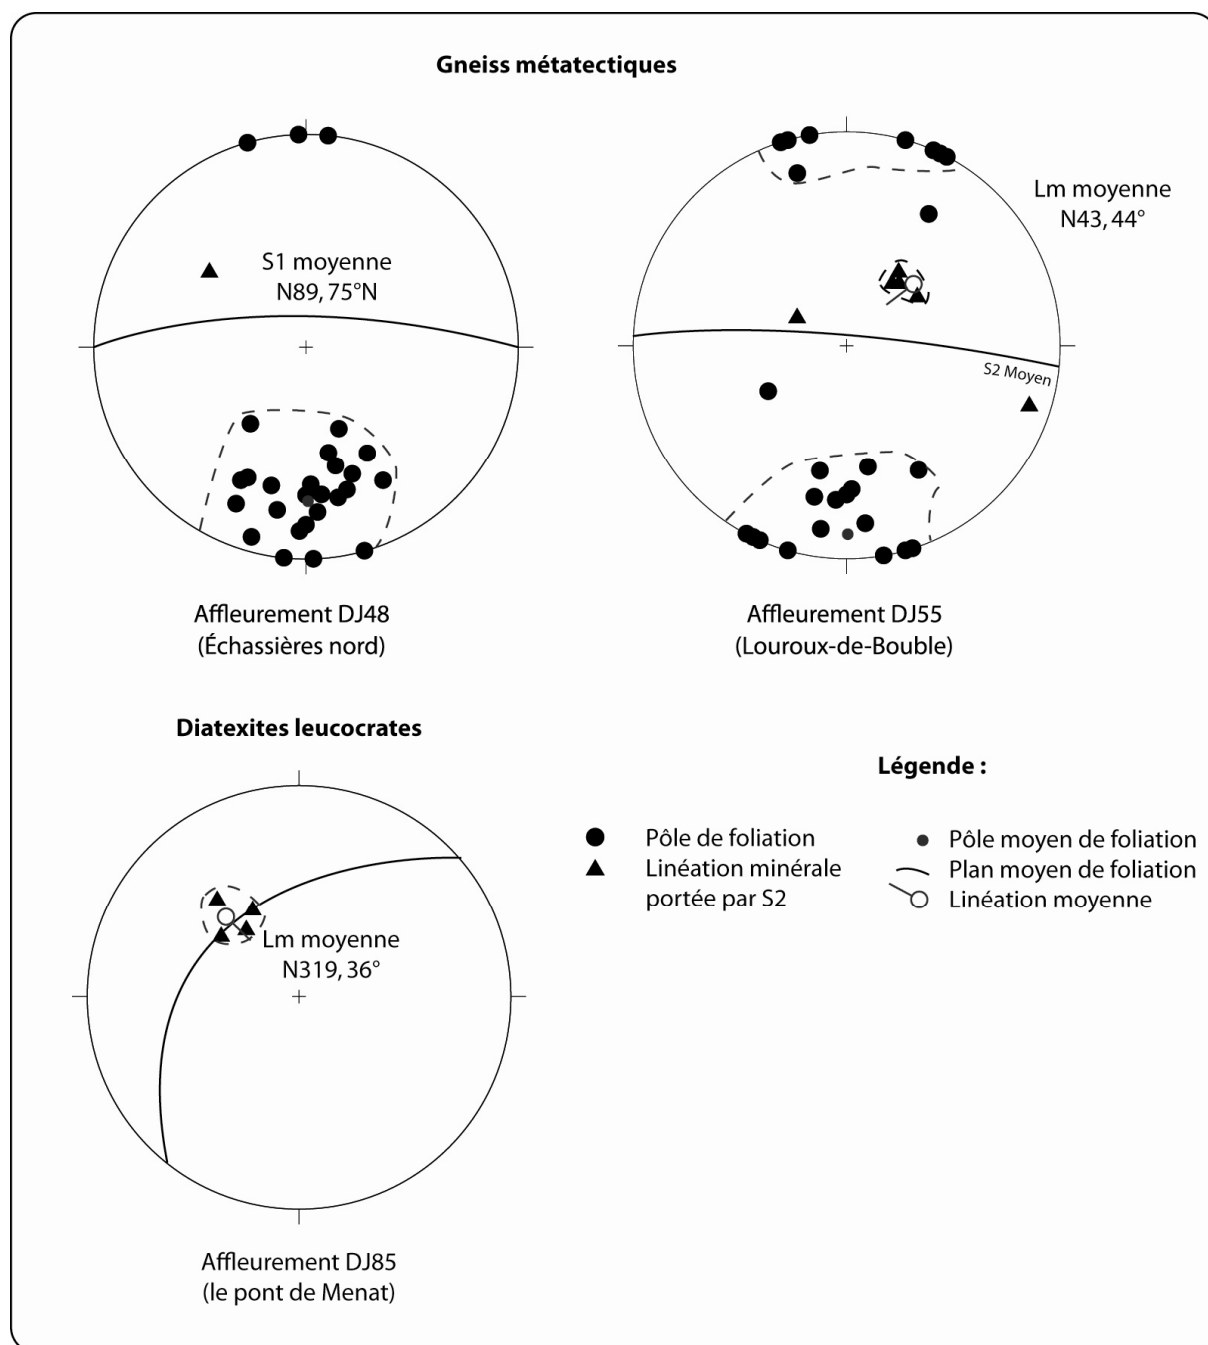 Gneiss métatectiques
S1 moyenne
N89, 75°N
Lm moyenne
N43, 44°
S2 Moyen
Affleurement DJ48
(Échassières nord)
Affleurement DJ55
(Louroux-de-Bouble)
Diatexites leucocrates
Lm moyenne
N319, 36°
Affleurement DJ85
(le pont de Menat)
Légende :
Pôle de foliation
Linéation minérale
portée par S2
Pôle moyen de foliation
Plan moyen de foliation
Linéation moyenne